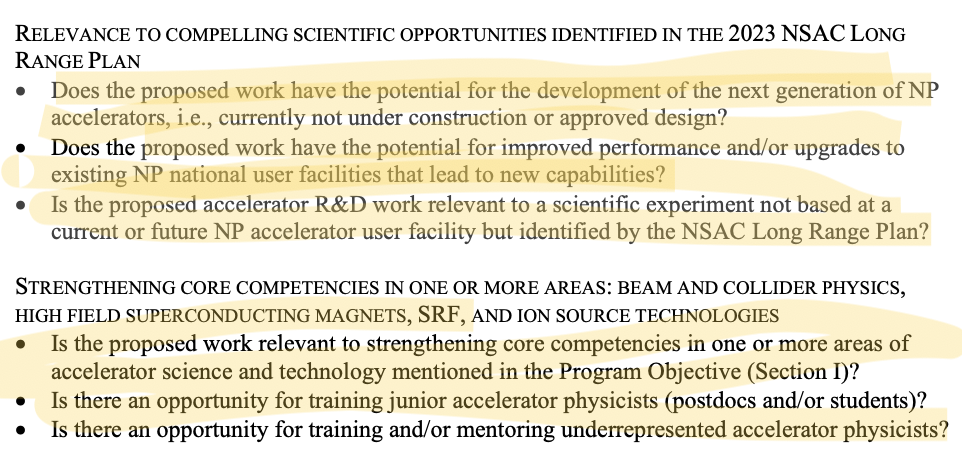 RELEVANCE TO COMPELLING SCIENTIFIC OPPORTUNITIES IDENTIFIED IN THE 2023 NSAC LONG
RANGE PLAN
• Does the proposed work have the potential for the development of the next generation of NP
accelerators, i.e., currently not under construction or approved design?
• Does the proposed work have the potential for improved performance and/or upgrades to
existing NP national user facilities that lead to new capabilities?
• Is the proposed accelerator R&D work relevant to a scientific experiment not based at a
current or future NP accelerator user facility but identified by the NSAC Long Range Plan?
STRENGTHENING CORE COMPETENCIES IN ONE OR MORE AREAS: BEAM AND COLLIDER PHYSICS,
HIGH FIELD SUPERCONDUCTING MAGNETS, SRF, AND ION SOURCE TECHNOLOGIES
• Is the proposed work relevant to strengthening core competencies in one or more areas of
accelerator science and technology mentioned in the Program Objective (Section I)?
• Is there an opportunity for training junior accelerator physicists (postdocs and/or students)?
• Is there an opportunity for training and/or mentoring underrepresented accelerator physicists?